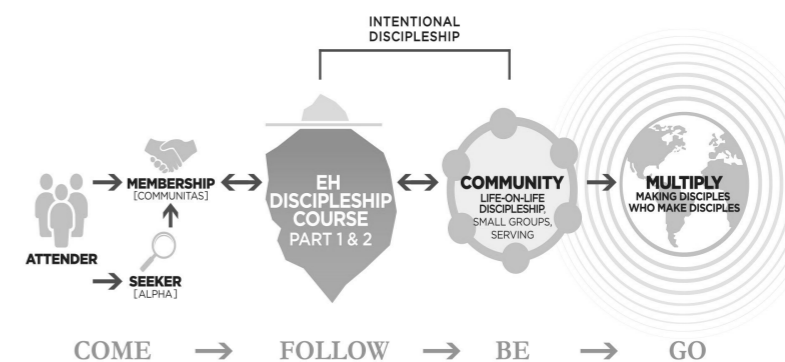 INTENTIONAL
DISCIPLESHIP
ATTENDER
MEMBERSHIP
[COMMUNITAS]
SEEKER
[ALPHA]
EH
DISCIPLESHIP
COURSE
PART 1 & 2
COMMUNITY
LIFE-ON-LIFE
DISCIPLESHIP,
SMALL GROUPS,
SERVING
MULTIPLY
MAKING DISCIPLES
WHO MAKE DISCIPLES
COME → FOLLOW → BE → GO